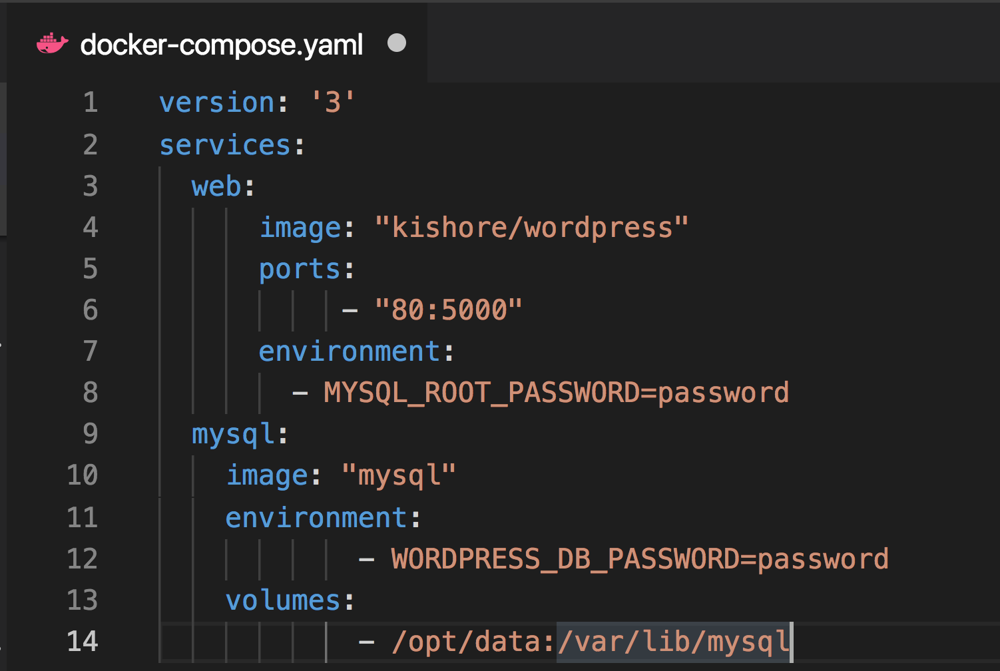 docker-compose.yaml
1 version: '3'
2 services:
3   web:
4       image: "kishore/wordpress"
5       ports:
6            - "80:5000"
7       environment:
8         - MYSQL_ROOT_PASSWORD=password
9   mysql:
10     image: "mysql"
11     environment:
12             - WORDPRESS_DB_PASSWORD=password
13     volumes:
14             - /opt/data:/var/lib/mysql